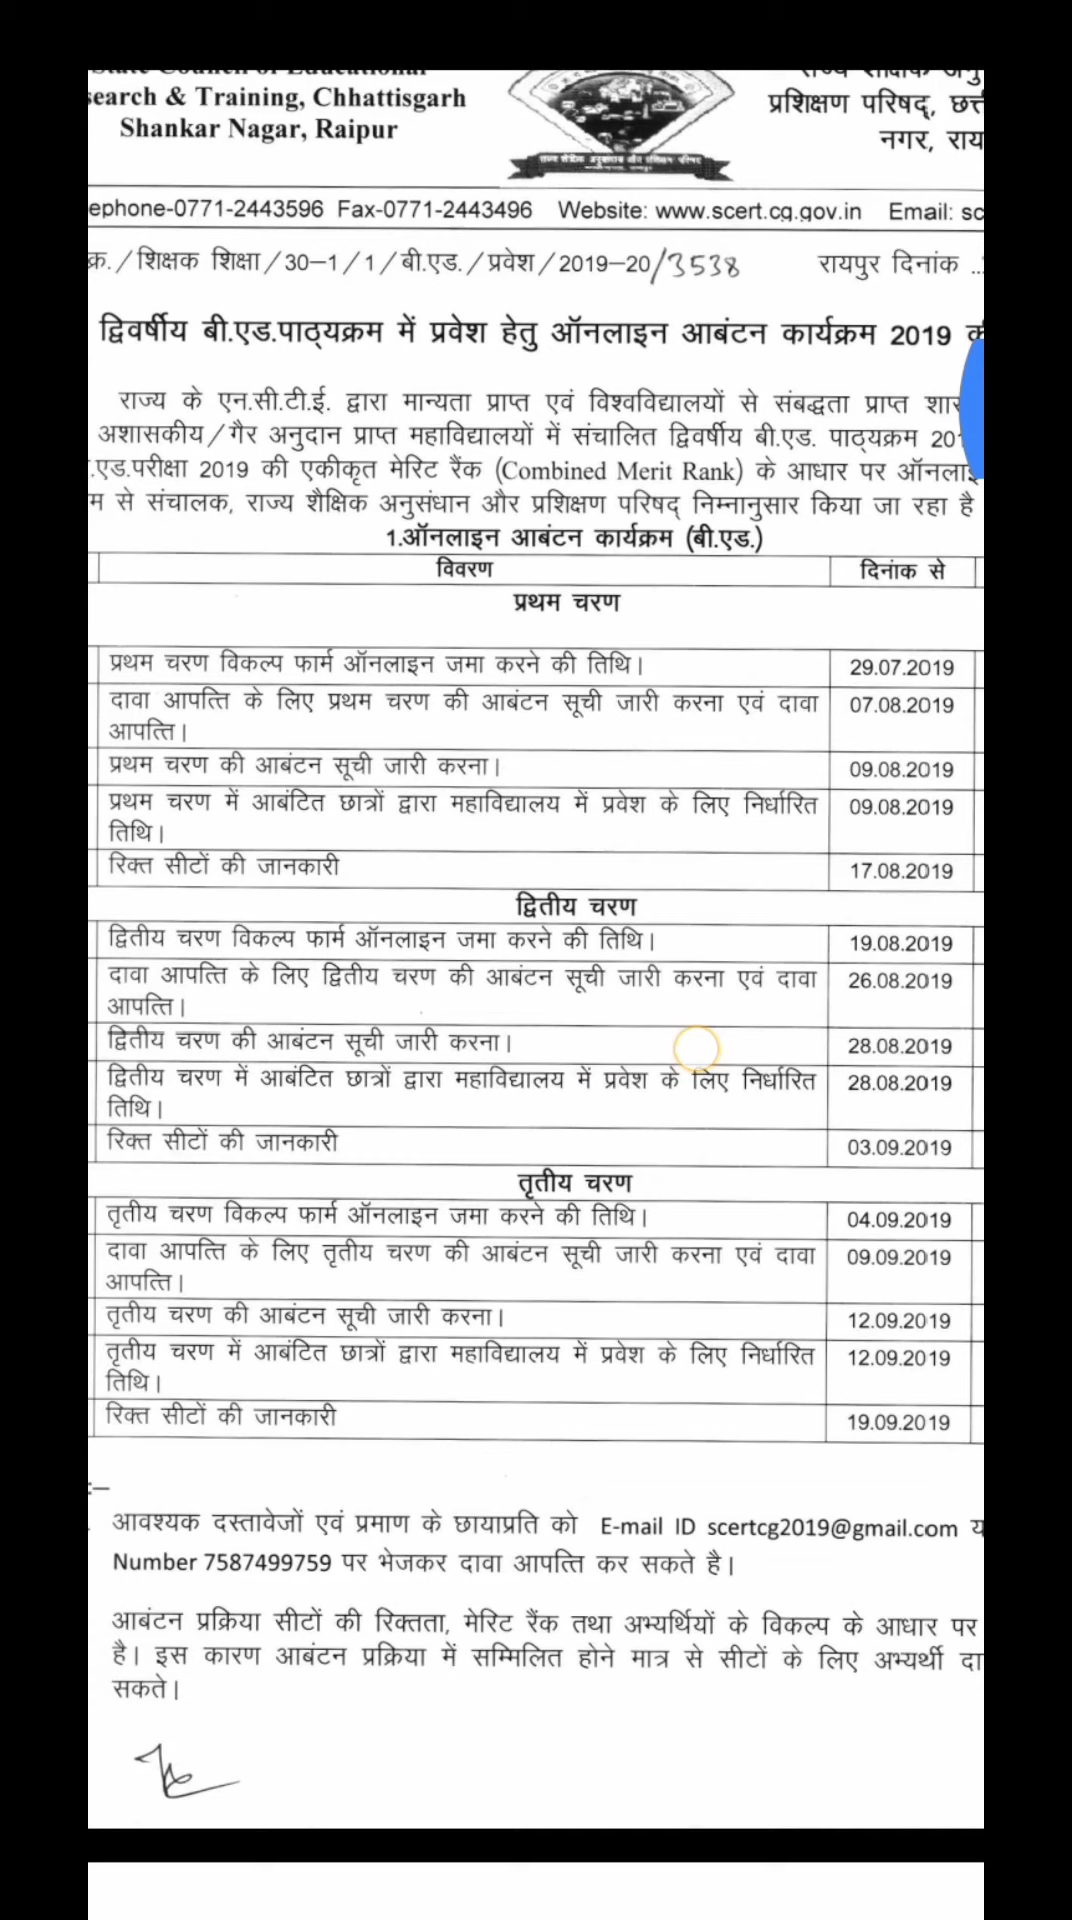 search & Training, Chhattisgarh
Shankar Nagar, Raipur
प्रशिक्षण परिषद्, छत्त
नगर, राय
ephone-0771-2443596 Fax-0771-2443496 Website: www.scert.cg.gov.in Email: sc
क्र./शिक्षक शिक्षा/30–1/1/बी.एड./प्रवेश/2019–20/3538 रायपुर दिनांक ...
द्विवर्षीय बी.एड.पाठ्यक्रम में प्रवेश हेतु ऑनलाइन आबंटन कार्यक्रम 2019
राज्य के एन.सी.टी.ई. द्वारा मान्यता प्राप्त एवं विश्वविद्यालयों से संबद्धता प्राप्त शास
अशासकीय/गैर अनुदान प्राप्त महाविद्यालयों में संचालित द्विवर्षीय बी.एड. पाठ्यक्रम 201
.एड.परीक्षा 2019 की एकीकृत मेरिट रैंक (Combined Merit Rank) के आधार पर ऑनलाइ
म से संचालक, राज्य शैक्षिक अनुसंधान और प्रशिक्षण परिषद् निम्नानुसार किया जा रहा है
1.ऑनलाइन आबंटन कार्यक्रम (बी.एड.)
विवरण दिनांक से
प्रथम चरण
प्रथम चरण विकल्प फार्म ऑनलाइन जमा करने की तिथि। 29.07.2019
दावा आपत्ति के लिए प्रथम चरण की आबंटन सूची जारी करना एवं दावा 07.08.2019
आपत्ति।
प्रथम चरण की आबंटन सूची जारी करना। 09.08.2019
प्रथम चरण में आबंटित छात्रों द्वारा महाविद्यालय में प्रवेश के लिए निर्धारित 09.08.2019
तिथि।
रिक्त सीटों की जानकारी 17.08.2019
द्वितीय चरण
द्वितीय चरण विकल्प फार्म ऑनलाइन जमा करने की तिथि। 19.08.2019
दावा आपत्ति के लिए द्वितीय चरण की आबंटन सूची जारी करना एवं दावा 26.08.2019
आपत्ति।
द्वितीय चरण की आबंटन सूची जारी करना। 28.08.2019
द्वितीय चरण में आबंटित छात्रों द्वारा महाविद्यालय में प्रवेश के लिए निर्धारित 28.08.2019
तिथि।
रिक्त सीटों की जानकारी 03.09.2019
तृतीय चरण
तृतीय चरण विकल्प फार्म ऑनलाइन जमा करने की तिथि। 04.09.2019
दावा आपत्ति के लिए तृतीय चरण की आबंटन सूची जारी करना एवं दावा 09.09.2019
आपत्ति।
तृतीय चरण की आबंटन सूची जारी करना। 12.09.2019
तृतीय चरण में आबंटित छात्रों द्वारा महाविद्यालय में प्रवेश के लिए निर्धारित 12.09.2019
तिथि।
रिक्त सीटों की जानकारी 19.09.2019
:–
आवश्यक दस्तावेजों एवं प्रमाण के छायाप्रति को E-mail ID scertcg2019@gmail.com य
Number 7587499759 पर भेजकर दावा आपत्ति कर सकते है।
आबंटन प्रक्रिया सीटों की रिक्तता, मेरिट रैंक तथा अभ्यर्थियों के विकल्प के आधार पर
है। इस कारण आबंटन प्रक्रिया में सम्मिलित होने मात्र से सीटों के लिए अभ्यर्थी दा
सकते।